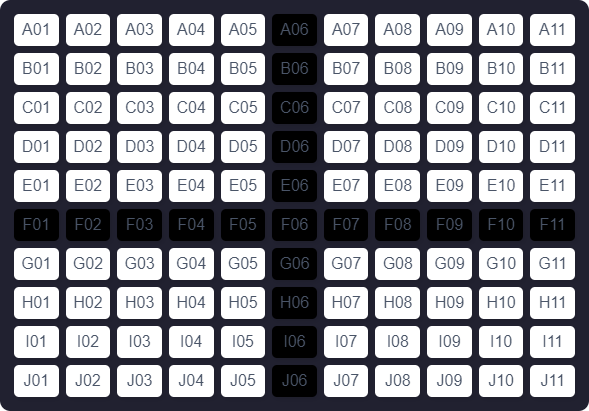 A01 A02 A03 A04 A05 A06 A07 A08 A09 A10 A11
B01 B02 B03 B04 B05 B06 B07 B08 B09 B10 B11
C01 C02 C03 C04 C05 C06 C07 C08 C09 C10 C11
D01 D02 D03 D04 D05 D06 D07 D08 D09 D10 D11
E01 E02 E03 E04 E05 E06 E07 E08 E09 E10 E11
F01 F02 F03 F04 F05 F06 F07 F08 F09 F10 F11
G01 G02 G03 G04 G05 G06 G07 G08 G09 G10 G11
H01 H02 H03 H04 H05 H06 H07 H08 H09 H10 H11
I01 I02 I03 I04 I05 I06 I07 I08 I09 I10 I11
J01 J02 J03 J04 J05 J06 J07 J08 J09 J10 J11